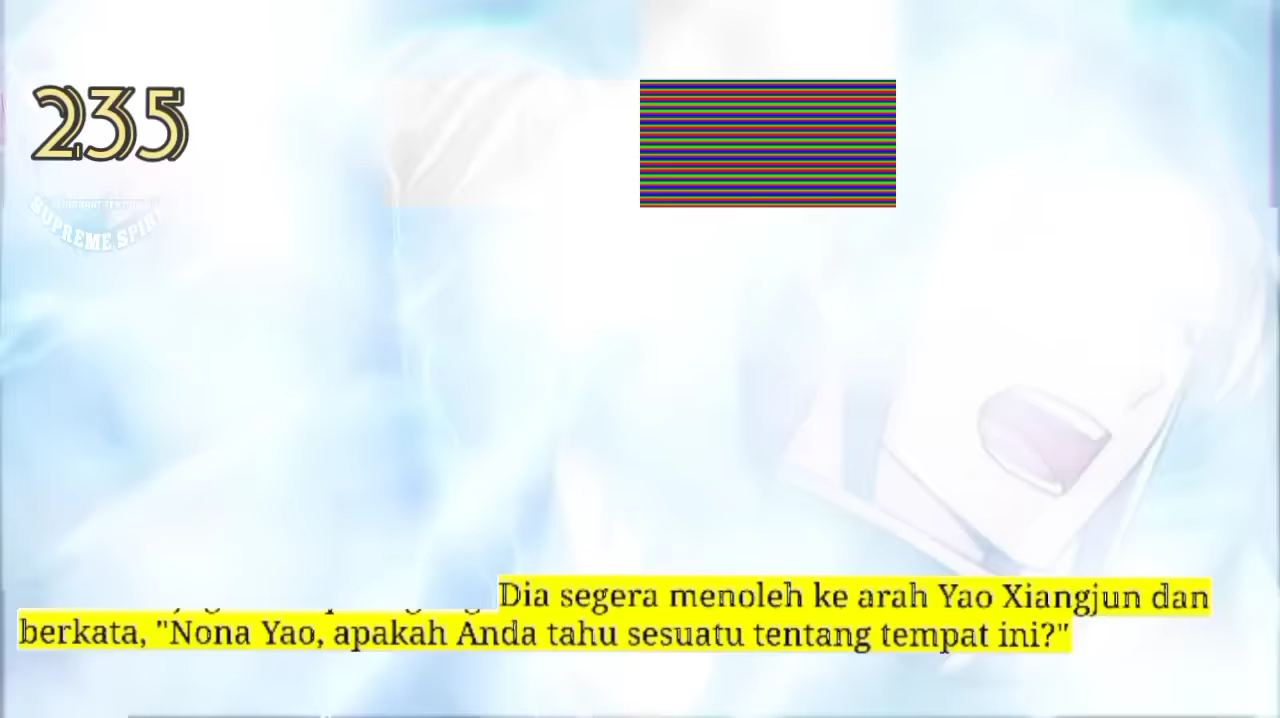 235
SUPREME SPIRI
Dia segera menoleh ke arah Yao Xiangjun dan
berkata, "Nona Yao, apakah Anda tahu sesuatu tentang tempat ini?"